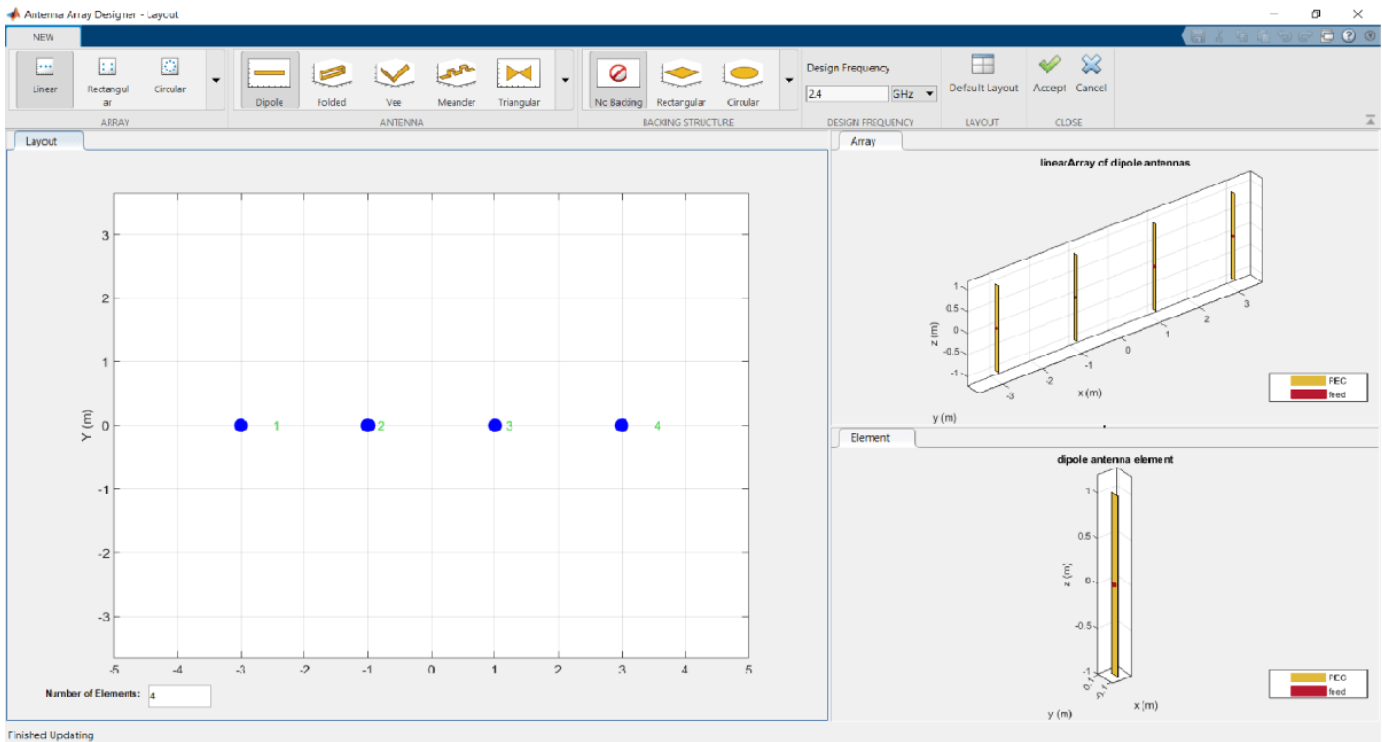 Antenna Array Designer - Layout
NEW
Linear
Rectangul
ar
Circular
ARRAY
Dipole
Folded
Vee
Meander
Triangular
ANTENNA
No Backing
Rectangular
Circular
BACKING STRUCTURE
Design Frequency
2.4
GHz
DESIGN FREQUENCY
Default Layout
LAYOUT
Accept
Cancel
CLOSE
Layout
3
2
1
0
-1
-2
-3
Y (m)
1
2
3
4
-5
-4
-3
-2
-1
0
1
2
3
4
5
Number of Elements:
4
Array
linearArray of dipole antennas
1
0.5
0
-0.5
-1
z (m)
-3
-2
-1
0
1
2
3
x (m)
y (m)
PEC
feed
Element
dipole antenna element
1
0.5
0
-0.5
-1
z (m)
0.1
0
-0.1
x (m)
y (m)
PEC
feed
Finished Updating